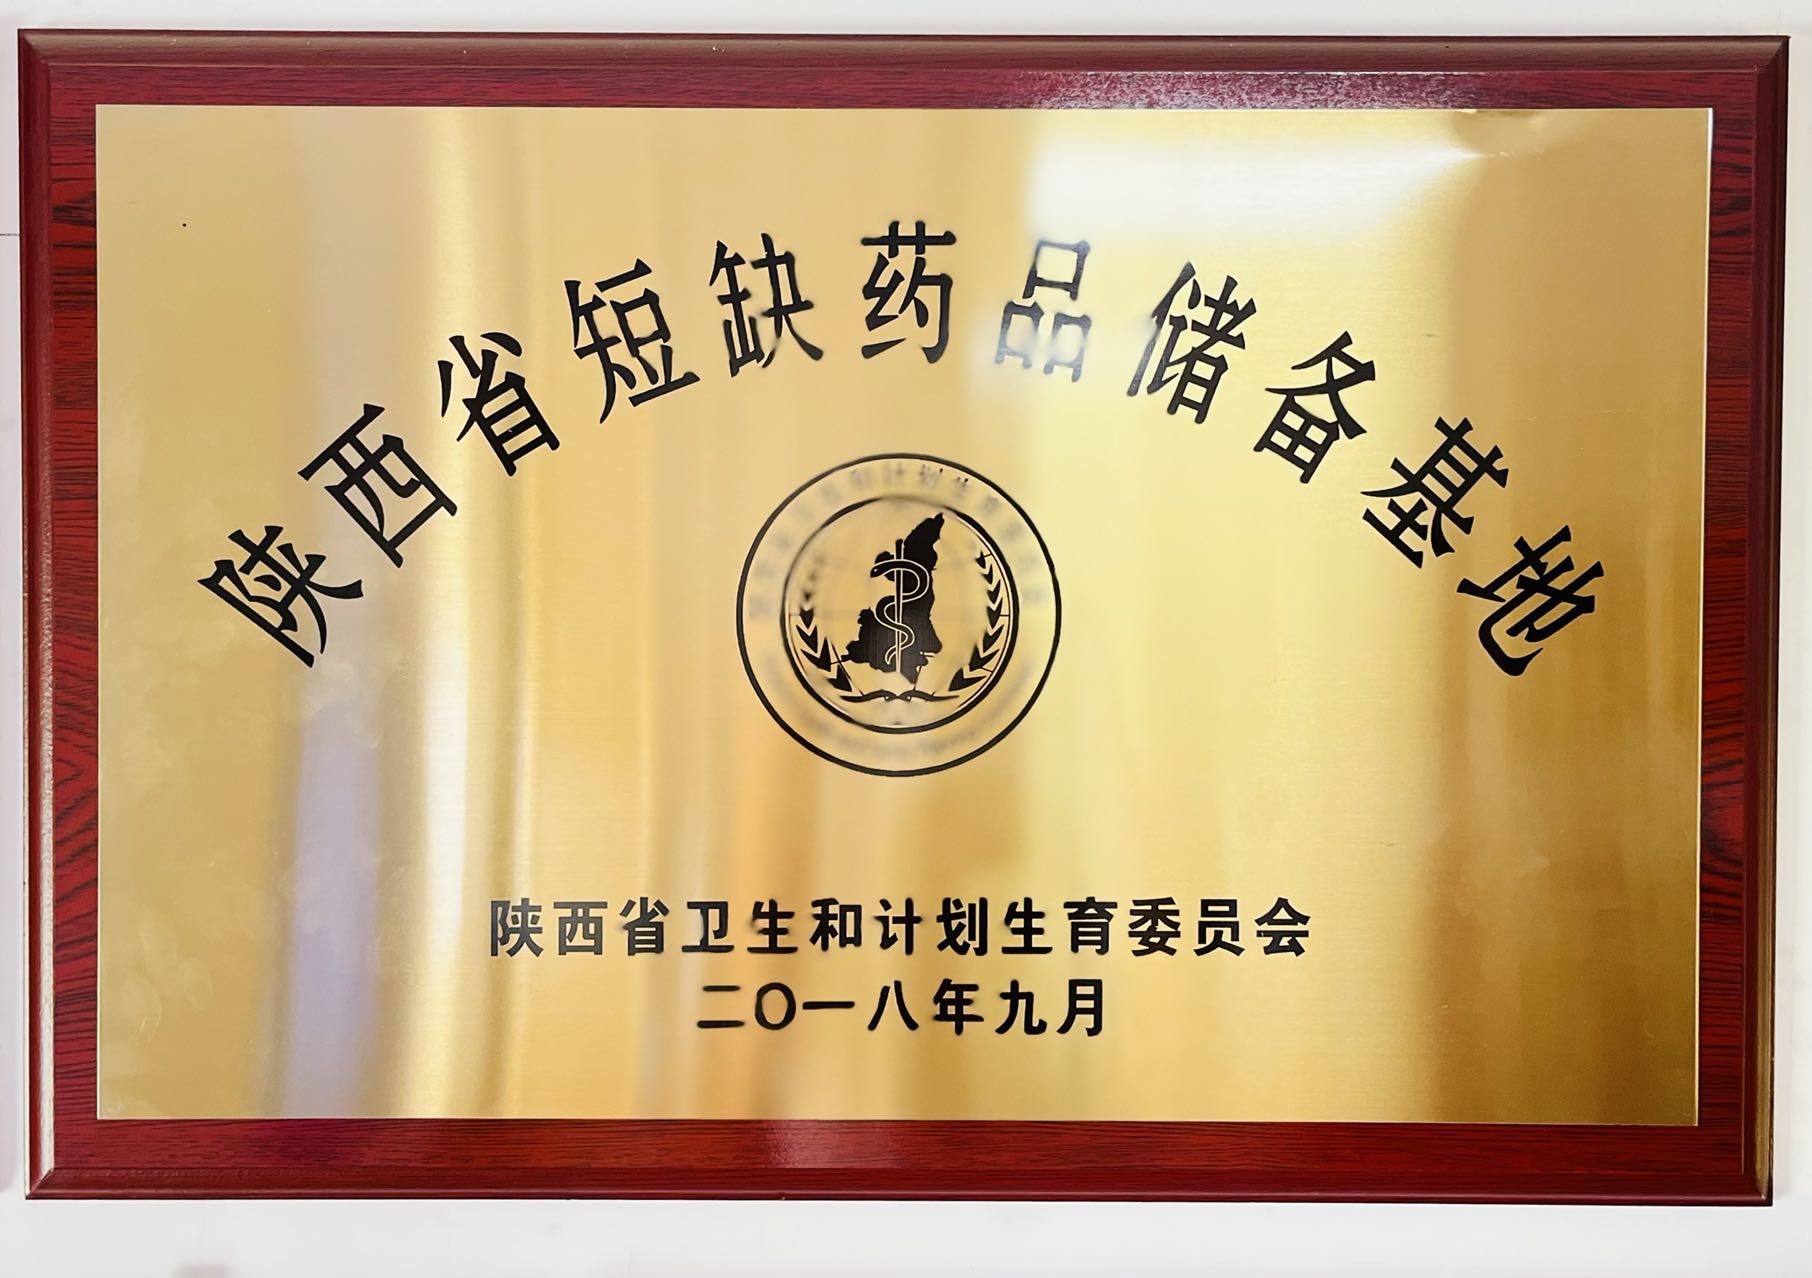 陕西省短缺药品储备基地
陕西省卫生和计划生育委员会
二〇一八年九月